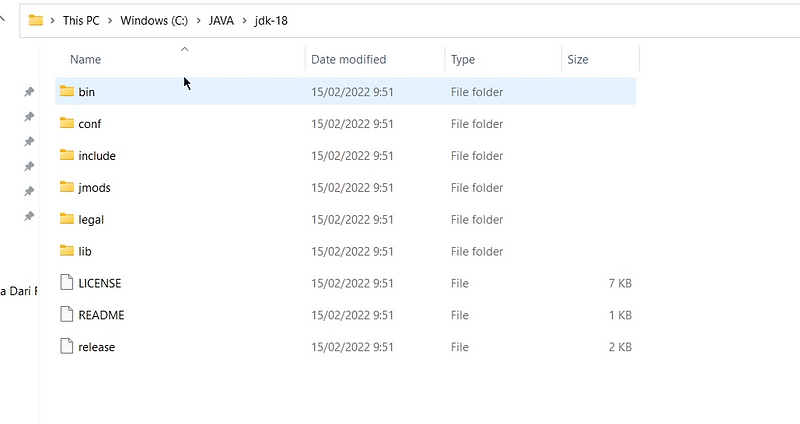 This PC > Windows (C:) > JAVA > jdk-18
Name Date modified Type Size
bin 15/02/2022 9:51 File folder
conf 15/02/2022 9:51 File folder
include 15/02/2022 9:51 File folder
jmods 15/02/2022 9:51 File folder
legal 15/02/2022 9:51 File folder
lib 15/02/2022 9:51 File folder
a Dari
LICENSE 15/02/2022 9:51 File 7 KB
README 15/02/2022 9:51 File 1 KB
release 15/02/2022 9:51 File 2 KB